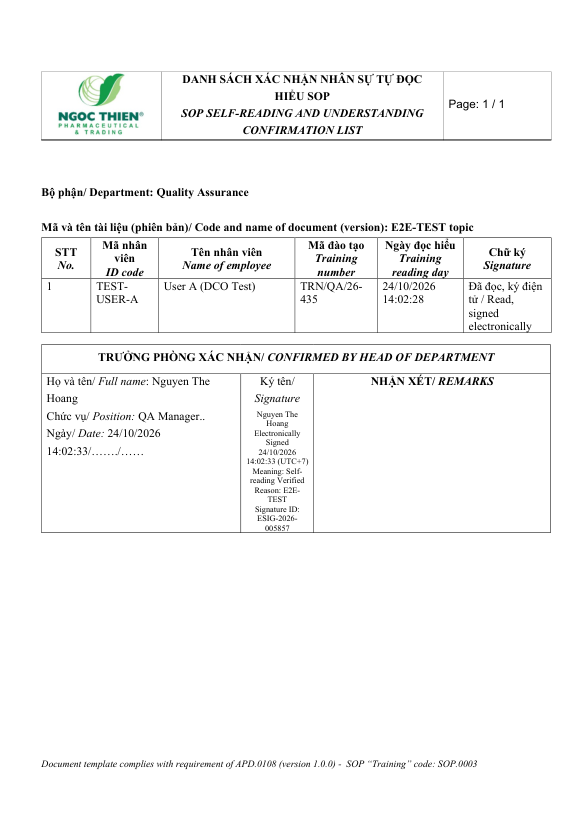 NGOC THIEN®
PHARMACEUTICAL
& TRADING
DANH SÁCH XÁC NHẬN NHÂN SỰ TỰ ĐỌC
HIỂU SOP
SOP SELF-READING AND UNDERSTANDING
CONFIRMATION LIST
Page: 1 / 1
Bộ phận/ Department: Quality Assurance
Mã và tên tài liệu (phiên bản)/ Code and name of document (version): E2E-TEST topic
STT
No.
Mã nhân
viên
ID code
Tên nhân viên
Name of employee
Mã đào tạo
Training
number
Ngày đọc hiểu
Training
reading day
Chữ ký
Signature
1
TEST-
USER-A
User A (DCO Test)
TRN/QA/26-
435
24/10/2026
14:02:28
Đã đọc, ký điện
tử / Read,
signed
electronically
TRƯỞNG PHÒNG XÁC NHẬN/ CONFIRMED BY HEAD OF DEPARTMENT
Họ và tên/ Full name: Nguyen The
Hoang
Chức vụ/ Position: QA Manager..
Ngày/ Date: 24/10/2026
14:02:33/……/……
Ký tên/
Signature
Nguyen The
Hoang
Electronically
Signed
24/10/2026
14:02:33 (UTC+7)
Meaning: Self-
reading Verified
Reason: E2E-
TEST
Signature ID:
ESIG-2026-
005857
NHẬN XÉT/ REMARKS
Document template complies with requirement of APD.0108 (version 1.0.0) - SOP “Training” code: SOP.0003